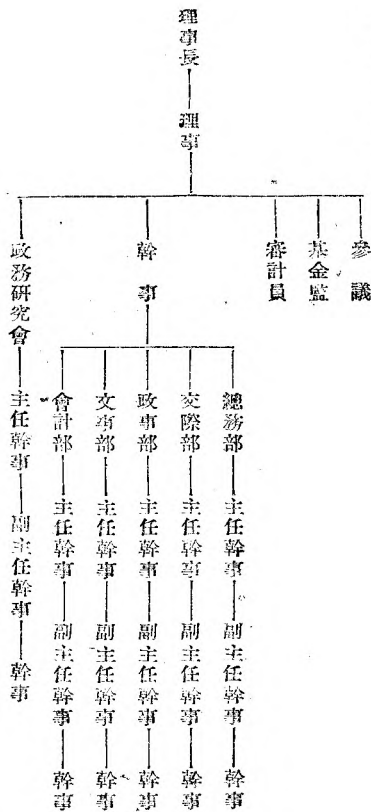 理事長
理事
參議
基金監
審計員
幹事
政務研究會
主任幹事
副主任幹事
幹事
總務部
主任幹事
副主任幹事
幹事
交際部
主任幹事
副主任幹事
幹事
政事部
主任幹事
副主任幹事
幹事
文事部
主任幹事
副主任幹事
幹事
會計部
主任幹事
副主任幹事
幹事